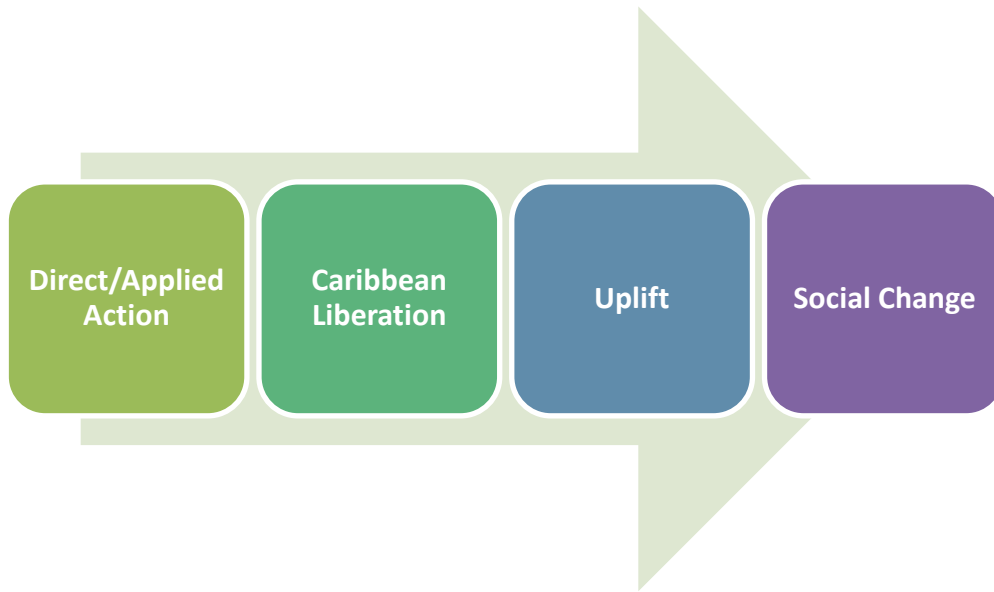 Direct/Applied
Action
Caribbean
Liberation
Uplift
Social Change